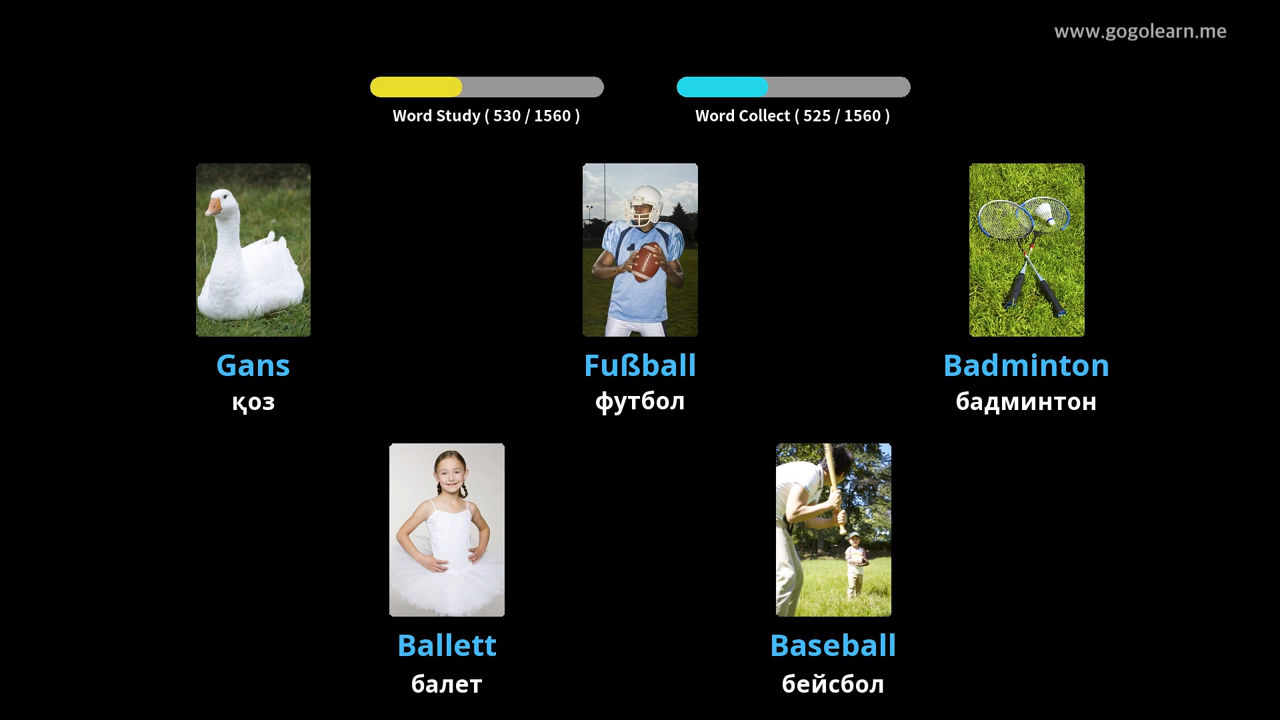 www.gogolearn.me
Word Study ( 530 / 1560 )
Word Collect ( 525 / 1560 )
Gans
қоз
Fußball
футбол
Badminton
бадминтон
Ballett
балет
Baseball
бейсбол